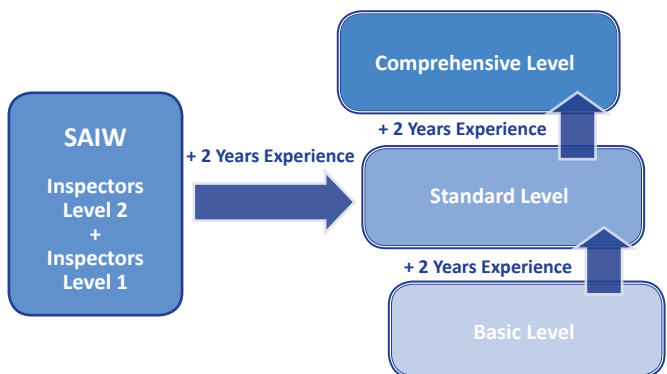 SAIW
Inspectors
Level 2
+
Inspectors
Level 1
+ 2 Years Experience
Comprehensive Level
+ 2 Years Experience
Standard Level
+ 2 Years Experience
Basic Level